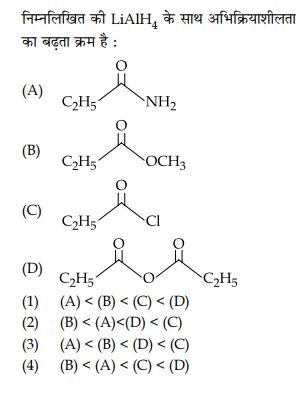 निम्नलिखित की LiAlH₄ के साथ अभिक्रियाशीलता
का बढ़ता क्रम है :
(A) C₂H₅ O NH₂
(B) C₂H₅ O OCH₃
(C) C₂H₅ O Cl
(D) C₂H₅ O O O C₂H₅
(1) (A) < (B) < (C) < (D)
(2) (B) < (A)<(D) < (C)
(3) (A) < (B) < (D) < (C)
(4) (B) < (A) < (C) < (D)